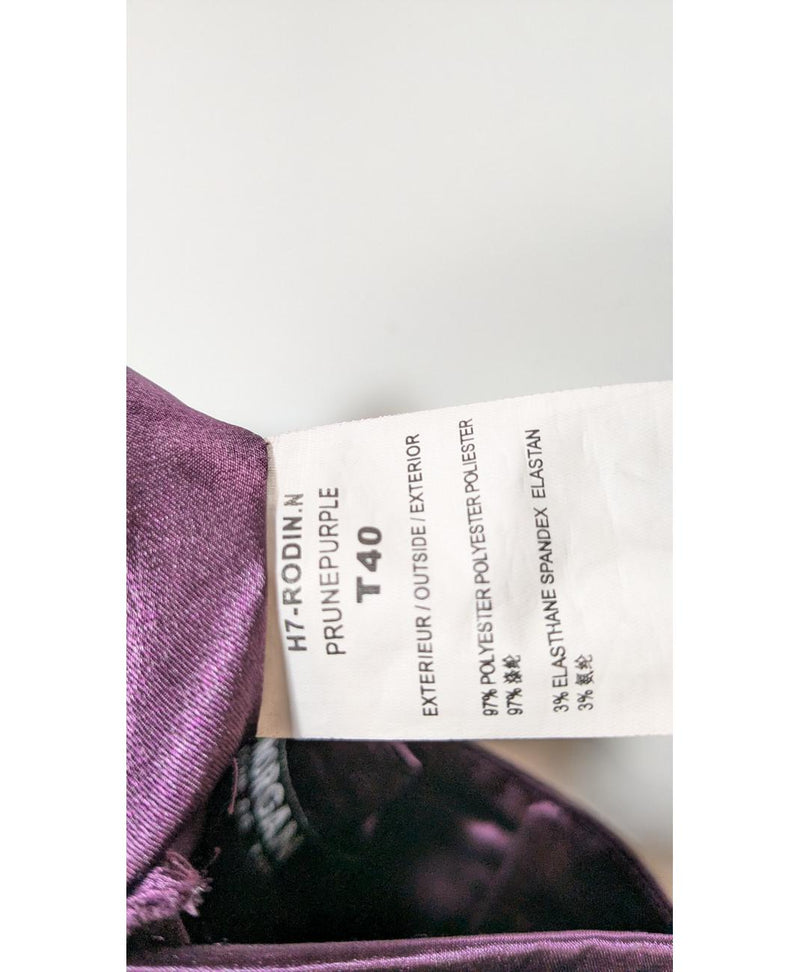 H7-RODIN.N
PRUNEPURPLE
T40
EXTERIEUR / OUTSIDE / EXTERIOR
97% POLYESTER POLYESTER POLIESTER
97% 涤纶
3% ELASTHANE SPANDEX ELASTAN
3% 氨纶